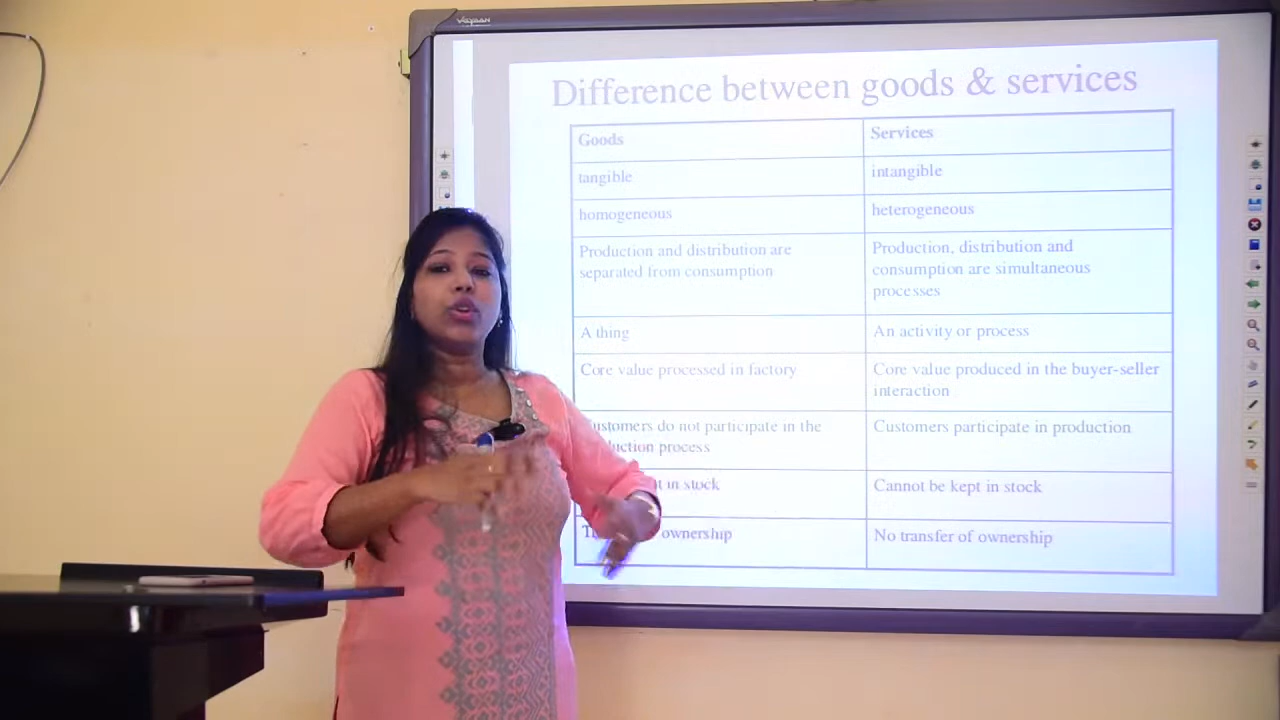 Difference between goods & services
Goods
Services
tangible
intangible
homogeneous
heterogeneous
Production and distribution are
separated from consumption
Production, distribution and
consumption are simultaneous
processes
A thing
An activity or process
Core value processed in factory
Core value produced in the buyer-seller
interaction
do not participate in the
process
Customers participate in production
in stock
Cannot be kept in stock
ownership
No transfer of ownership